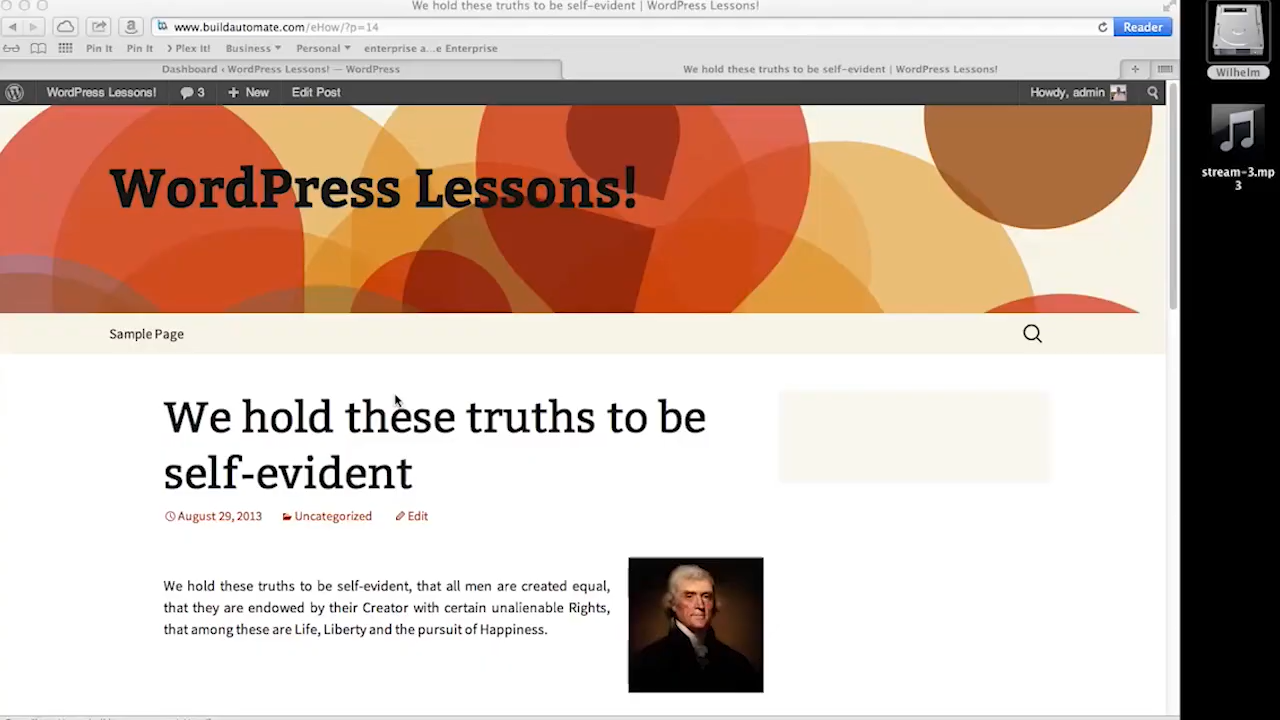 We hold these truths to be self-evident | WordPress Lessons!
www.buildautomate.com/eHow/?p=14
Reader
Pin It Pin It > Plex It! Business Personal enterprise a...e Enterprise
Dashboard ‹ WordPress Lessons! — WordPress
We hold these truths to be self-evident | WordPress Lessons!
WordPress Lessons! 3 + New Edit Post
Howdy, admin
WordPress Lessons!
Sample Page
We hold these truths to be
self-evident
August 29, 2013 Uncategorized Edit
We hold these truths to be self-evident, that all men are created equal,
that they are endowed by their Creator with certain unalienable Rights,
that among these are Life, Liberty and the pursuit of Happiness.
Wilhelm
stream-3.mp
3